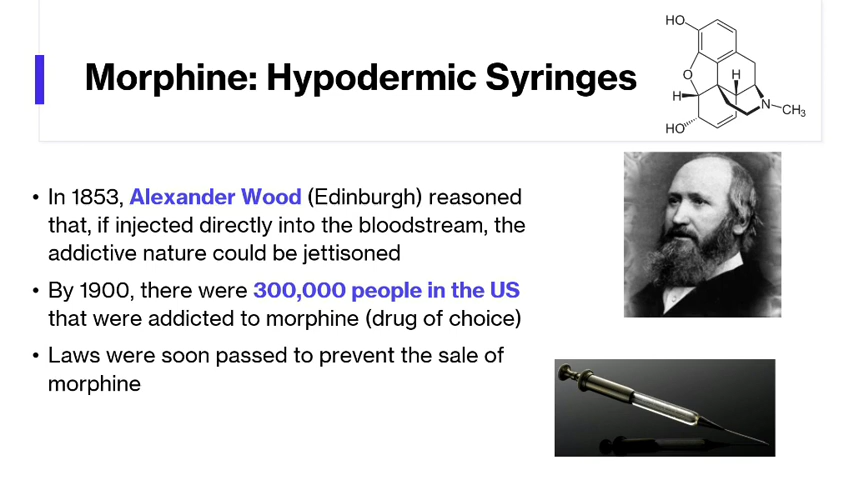 Morphine: Hypodermic Syringes
HO
O
H
H
N
CH3
HO
• In 1853, Alexander Wood (Edinburgh) reasoned
that, if injected directly into the bloodstream, the
addictive nature could be jettisoned
• By 1900, there were 300,000 people in the US
that were addicted to morphine (drug of choice)
• Laws were soon passed to prevent the sale of
morphine